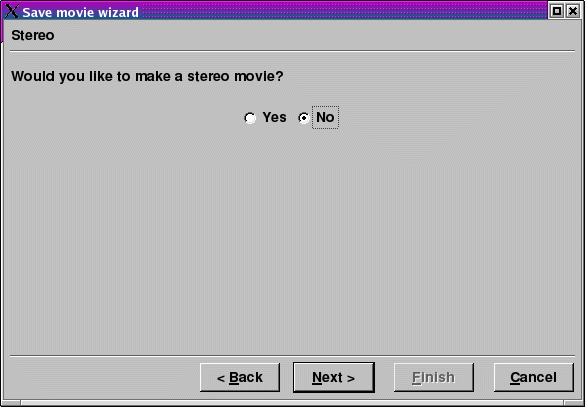 Save movie wizard
Stereo
Would you like to make a stereo movie?
Yes No
< Back Next > Finish Cancel